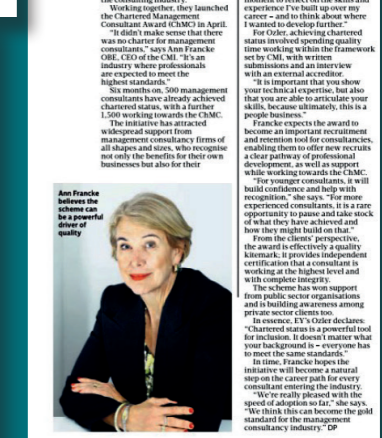 the consulting industry.
Working together, they launched
the Chartered Management
Consultant Award (ChMC) in April.
"It didn't make sense that there
was no charter for management
consultants," says Ann Francke
OBE, CEO of the CMI. "It's an
industry where professionals
are expected to meet the
highest standards."
Six months on, 500 management
consultants have already achieved
chartered status, with a further
1,500 working towards the ChMC.
The initiative has attracted
widespread support from
management consultancy firms of
all shapes and sizes, who recognise
not only the benefits for their own
businesses but also for their
Ann Francke
believes the
scheme can
be a powerful
driver of
quality
moment to reflect on the skills and
experience I've built up over my
career – and to think about where
I wanted to develop further."
For Ozler, achieving chartered
status involved spending quality
time working within the framework
set by CMI, with written
submissions and an interview
with an external accreditor.
"It is important that you show
your technical expertise, but also
that you are able to articulate your
skills, because ultimately, this is a
people business."
Francke expects the award to
become an important recruitment
and retention tool for consultancies,
enabling them to offer new recruits
a clear pathway of professional
development, as well as support
while working towards the ChMC.
"For younger consultants, it will
build confidence and help with
recognition," she says. "For more
experienced consultants, it is a rare
opportunity to pause and take stock
of what they have achieved and
how they might build on that."
From the clients' perspective,
the award is effectively a quality
kitemark; it provides independent
certification that a consultant is
working at the highest level and
with complete integrity.
The scheme has won support
from public sector organisations
and is building awareness among
private sector clients too.
In essence, EY's Ozler declares:
"Chartered status is a powerful tool
for inclusion. It doesn't matter what
your background is – everyone has
to meet the same standards."
In time, Francke hopes the
initiative will become a natural
step on the career path for every
consultant entering the industry.
"We're really pleased with the
speed of adoption so far," she says.
"We think this can become the gold
standard for the management
consultancy industry." DP